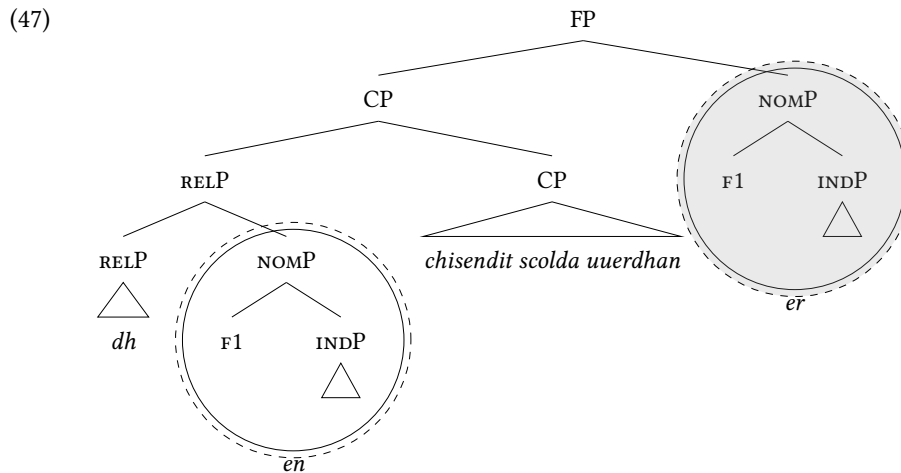 (47)
FP
CP
NOMP
RELP
CP
F1
INDP
RELP
NOMP
chisendit scolda uuerdhan
er
dh
F1
INDP
en